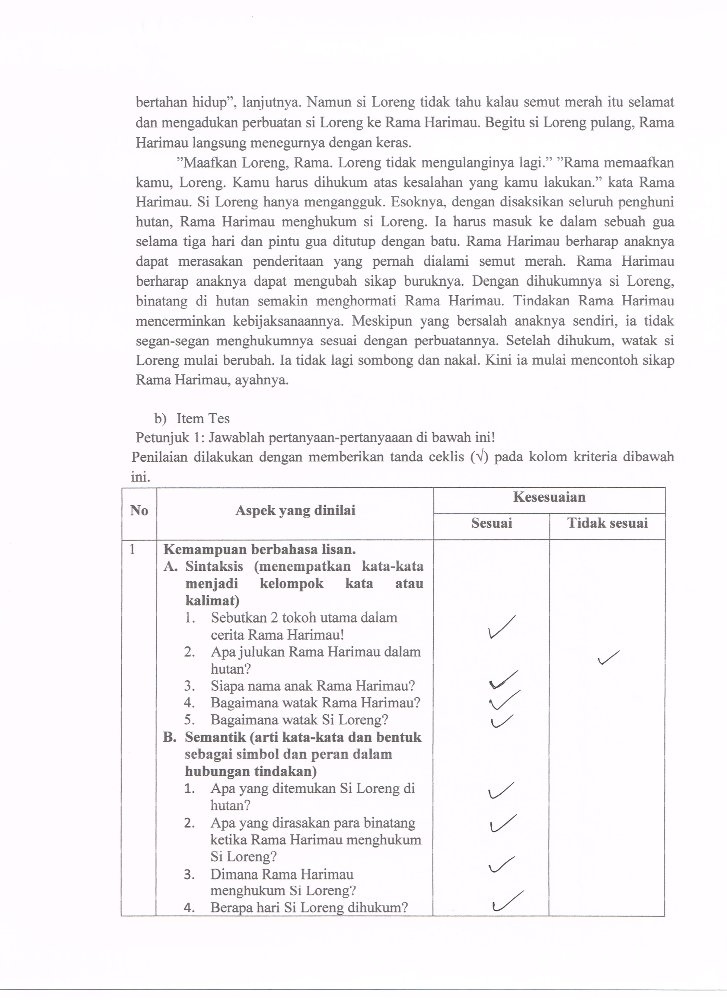 bertahan hidup”, lanjutnya. Namun si Loreng tidak tahu kalau semut merah itu selamat
dan mengadukan perbuatan si Loreng ke Rama Harimau. Begitu si Loreng pulang, Rama
Harimau langsung menegurnya dengan keras.
”Maafkan Loreng, Rama. Loreng tidak mengulanginya lagi.” ”Rama memaafkan
kamu, Loreng. Kamu harus dihukum atas kesalahan yang kamu lakukan.” kata Rama
Harimau. Si Loreng hanya mengangguk. Esoknya, dengan disaksikan seluruh penghuni
hutan, Rama Harimau menghukum si Loreng. Ia harus masuk ke dalam sebuah gua
selama tiga hari dan pintu gua ditutup dengan batu. Rama Harimau berharap anaknya
dapat merasakan penderitaan yang pernah dialami semut merah. Rama Harimau
berharap anaknya dapat mengubah sikap buruknya. Dengan dihukumnya si Loreng,
binatang di hutan semakin menghormati Rama Harimau. Tindakan Rama Harimau
mencerminkan kebijaksanaannya. Meskipun yang bersalah anaknya sendiri, ia tidak
segan-segan menghukumnya sesuai dengan perbuatannya. Setelah dihukum, watak si
Loreng mulai berubah. Ia tidak lagi sombong dan nakal. Kini ia mulai mencontoh sikap
Rama Harimau, ayahnya.
b) Item Tes
Petunjuk 1: Jawablah pertanyaan-pertanyaaan di bawah ini!
Penilaian dilakukan dengan memberikan tanda ceklis (√) pada kolom kriteria dibawah
ini.
No
Aspek yang dinilai
Kesesuaian
Sesuai
Tidak sesuai
1
Kemampuan berbahasa lisan.
A. Sintaksis (menempatkan kata-kata
menjadi kelompok kata atau
kalimat)
1. Sebutkan 2 tokoh utama dalam
cerita Rama Harimau!
✓
2. Apa julukan Rama Harimau dalam
hutan?
✓
3. Siapa nama anak Rama Harimau?
✓
4. Bagaimana watak Rama Harimau?
✓
5. Bagaimana watak Si Loreng?
✓
B. Semantik (arti kata-kata dan bentuk
sebagai simbol dan peran dalam
hubungan tindakan)
1. Apa yang ditemukan Si Loreng di
hutan?
✓
2. Apa yang dirasakan para binatang
ketika Rama Harimau menghukum
Si Loreng?
✓
3. Dimana Rama Harimau
menghukum Si Loreng?
✓
4. Berapa hari Si Loreng dihukum?
✓